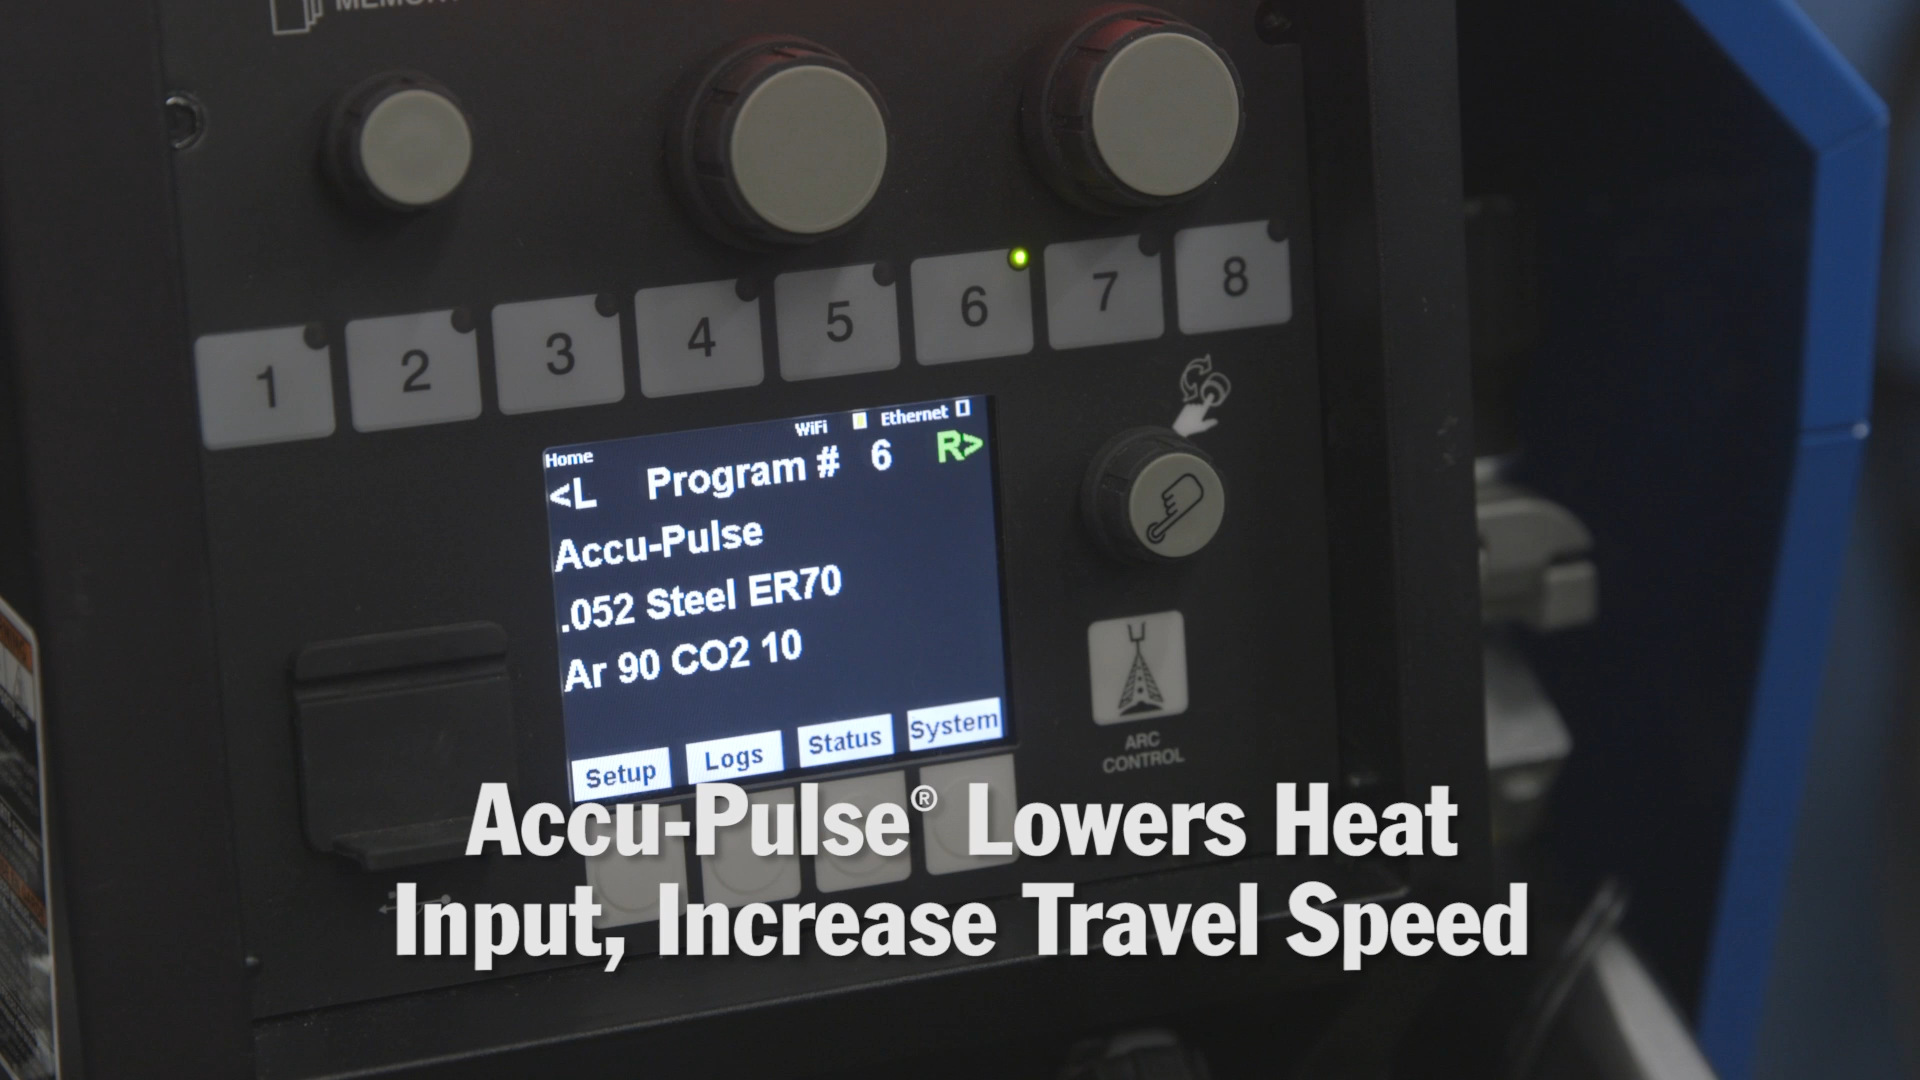 1 2 3 4 5 6 7 8
WiFi Ethernet
Home
<L Program # 6 R>
Accu-Pulse
.052 Steel ER70
Ar 90 CO2 10
Setup Logs Status System
ARC
CONTROL
Accu-Pulse® Lowers Heat
Input, Increase Travel Speed